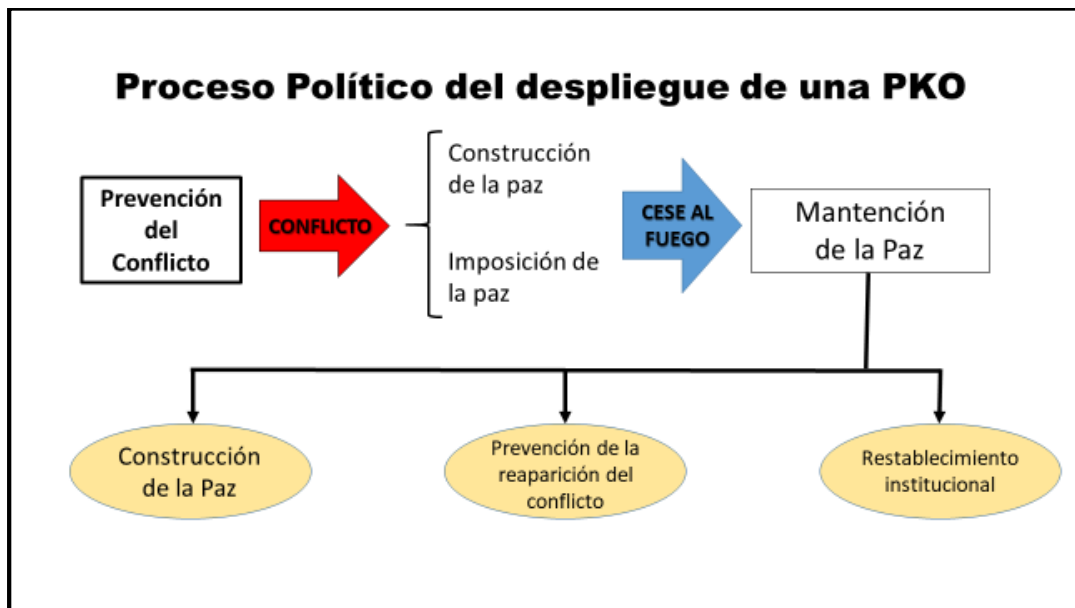 Proceso Político del despliegue de una PKO
Prevención
del
Conflicto
CONFLICTO
Construcción
de la paz
Imposición de
la paz
CESE AL
FUEGO
Mantención
de la Paz
Construcción
de la Paz
Prevención de la
reaparición del
conflicto
Restablecimiento
institucional